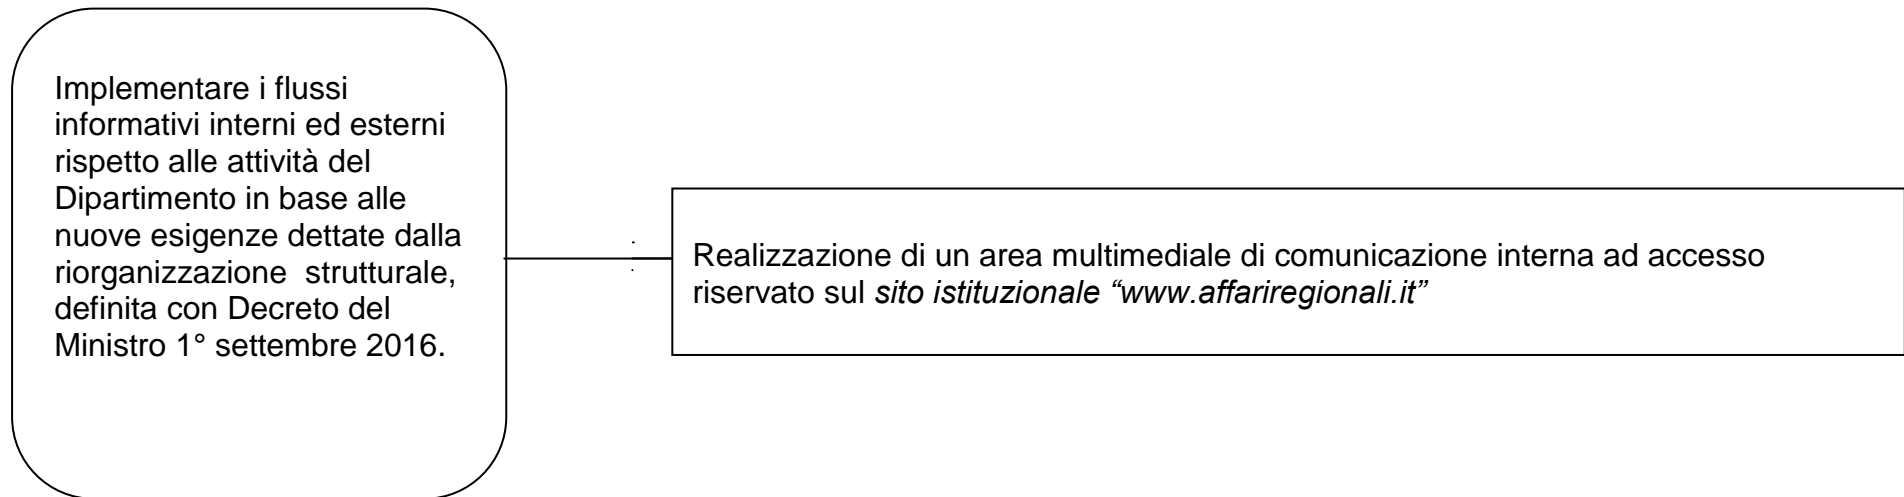 Implementare i flussi
informativi interni ed esterni
rispetto alle attività del
Dipartimento in base alle
nuove esigenze dettate dalla
riorganizzazione  strutturale,
definita con Decreto del
Ministro 1° settembre 2016.
Realizzazione di un area multimediale di comunicazione interna ad accesso
riservato sul sito istituzionale “www.affariregionali.it”